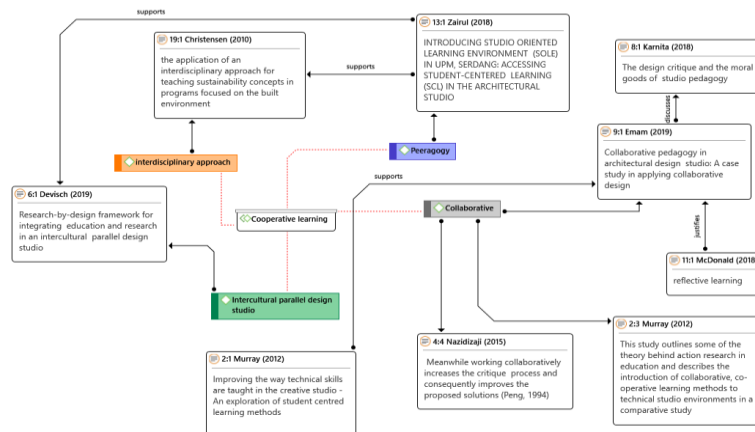 supports
13:1 Zairul (2018)
INTRODUCING STUDIO ORIENTED
LEARNING ENVIRONMENT (SOLE)
IN UPM, SERDANG: ACCESSING
STUDENT-CENTERED LEARNING
(SCL) IN THE ARCHITECTURAL
STUDIO
19:1 Christensen (2010)
the application of an
interdisciplinary approach for
teaching sustainability concepts in
programs focused on the built
environment
supports
8:1 Karnita (2018)
The design critique and the moral
goods of studio pedagogy
discusses
9:1 Emam (2019)
Collaborative pedagogy in
architectural design studio: A case
study in applying collaborative
design
Peeragogy
interdisciplinary approach
supports
6:1 Devisch (2019)
Research-by-design framework for
integrating education and research
in an intercultural parallel design
studio
Cooperative learning
Collaborative
justifies
11:1 McDonald (2018
reflective learning
Intercultural parallel design
studio
2:1 Murray (2012)
Improving the way technical skills
are taught in the creative studio -
An exploration of student centred
learning methods
4:4 Nazidizaji (2015)
Meanwhile working collaboratively
increases the critique process and
consequently improves the
proposed solutions (Peng, 1994)
2:3 Murray (2012)
This study outlines some of the
theory behind action research in
education and describes the
introduction of collaborative, co-
operative learning methods to
technical studio environments in a
comparative study